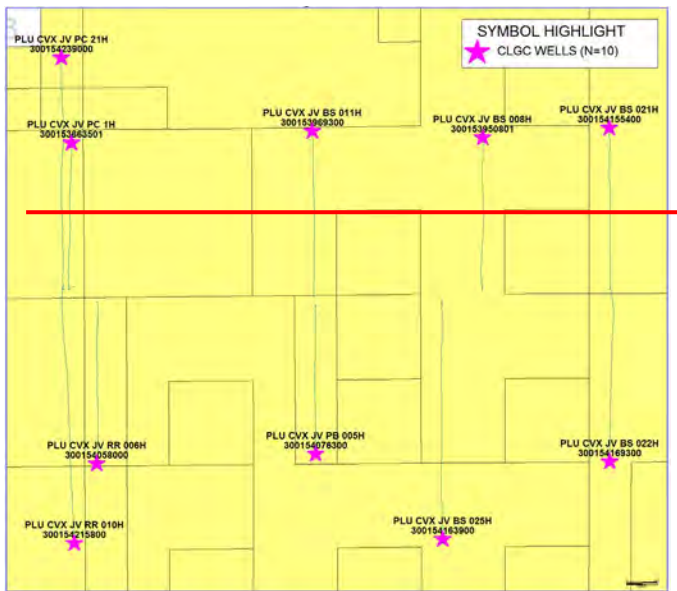 SYMBOL HIGHLIGHT
CLGC WELLS (N=10)
PLU CVX JV PC 21H
300154239000
PLU CVX JV PC 1H
300153663501
PLU CVX JV BS 011H
300153969300
PLU CVX JV BS 008H
300153950801
PLU CVX JV BS 021H
300154155400
PLU CVX JV RR 006H
300154058000
PLU CVX JV PB 005H
300154076300
PLU CVX JV BS 022H
300154169300
PLU CVX JV RR 010H
300154215800
PLU CVX JV BS 025H
300154163900